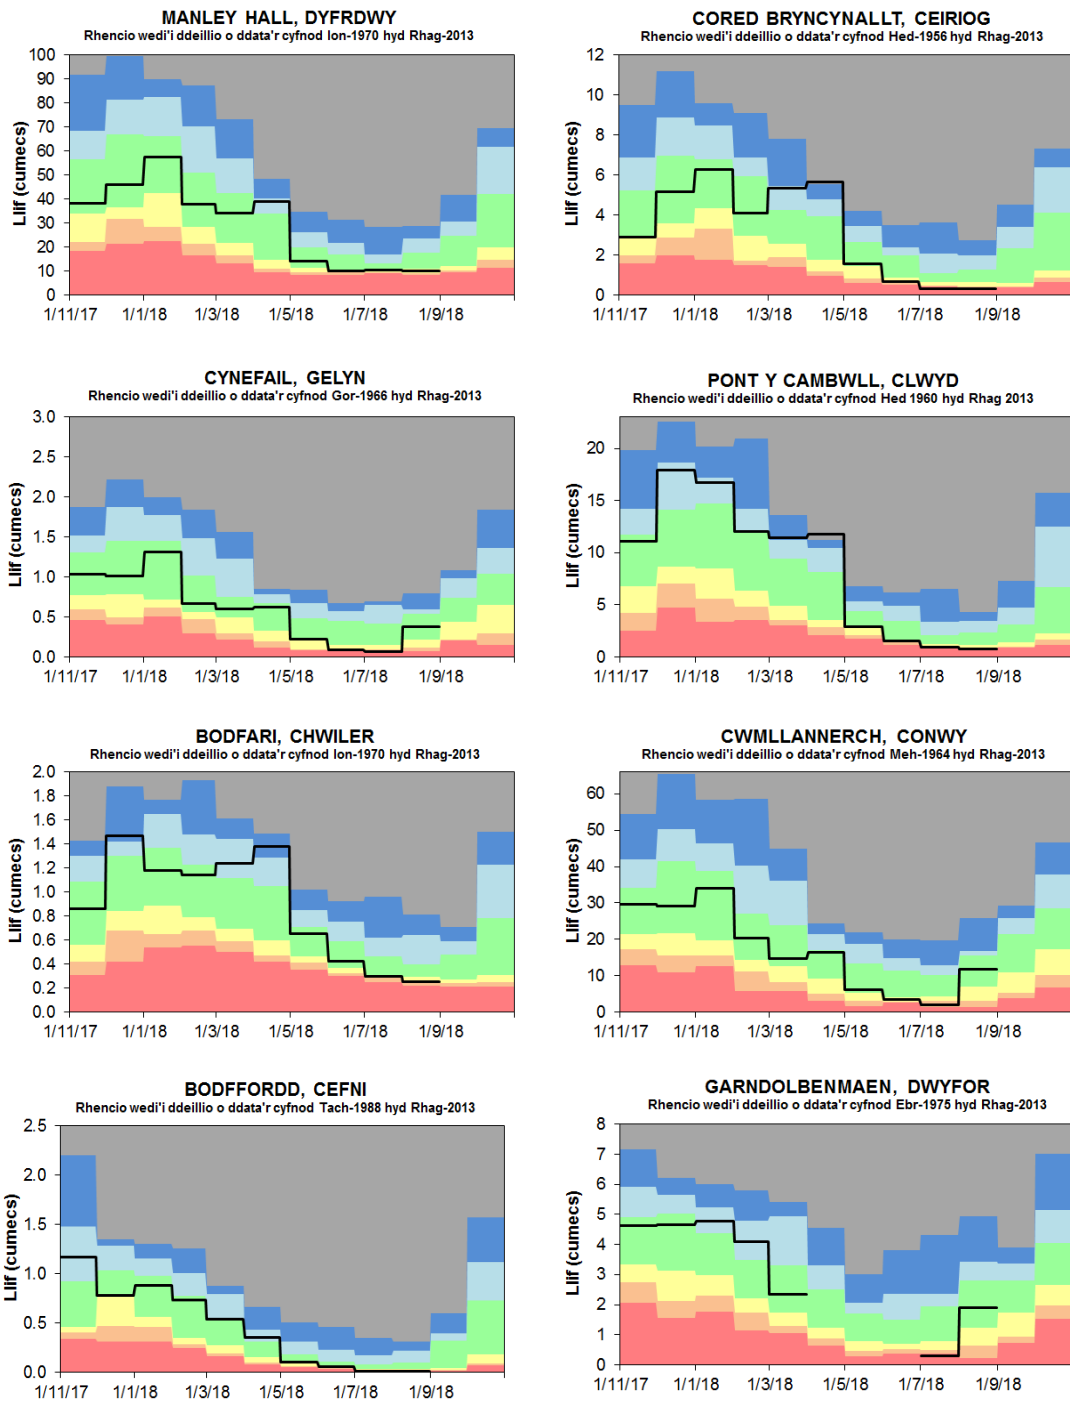 MANLEY HALL, DYFRDWY
Rhencio wedi'i ddeillio o ddata'r cyfnod Ion-1970 hyd Rhag-2013
100
90
80
70
60
50
40
30
20
10
0
Llif (cumecs)
1/11/17 1/1/18 1/3/18 1/5/18 1/7/18 1/9/18
CORED BRYNCYNALLT, CEIRIOG
Rhencio wedi'i ddeillio o ddata'r cyfnod Hed-1956 hyd Rhag-2013
12
10
8
6
4
2
0
Llif (cumecs)
1/11/17 1/1/18 1/3/18 1/5/18 1/7/18 1/9/18
CYNEFAIL, GELYN
Rhencio wedi'i ddeillio o ddata'r cyfnod Gor-1966 hyd Rhag-2013
3.0
2.5
2.0
1.5
1.0
0.5
0.0
Llif (cumecs)
1/11/17 1/1/18 1/3/18 1/5/18 1/7/18 1/9/18
PONT Y CAMBWLL, CLWYD
Rhencio wedi'i ddeillio o ddata'r cyfnod Hed 1960 hyd Rhag 2013
20
15
10
5
0
Llif (cumecs)
1/11/17 1/1/18 1/3/18 1/5/18 1/7/18 1/9/18
BODFARI, CHWILER
Rhencio wedi'i ddeillio o ddata'r cyfnod Ion-1970 hyd Rhag-2013
2.0
1.8
1.6
1.4
1.2
1.0
0.8
0.6
0.4
0.2
0.0
Llif (cumecs)
1/11/17 1/1/18 1/3/18 1/5/18 1/7/18 1/9/18
CWMLLANNERCH, CONWY
Rhencio wedi'i ddeillio o ddata'r cyfnod Meh-1964 hyd Rhag-2013
60
50
40
30
20
10
0
Llif (cumecs)
1/11/17 1/1/18 1/3/18 1/5/18 1/7/18 1/9/18
BODFFORDD, CEFNI
Rhencio wedi'i ddeillio o ddata'r cyfnod Tach-1988 hyd Rhag-2013
2.5
2.0
1.5
1.0
0.5
0.0
Llif (cumecs)
1/11/17 1/1/18 1/3/18 1/5/18 1/7/18 1/9/18
GARNDOLBENMAEN, DWYFOR
Rhencio wedi'i ddeillio o ddata'r cyfnod Ebr-1975 hyd Rhag-2013
8
7
6
5
4
3
2
1
0
Llif (cumecs)
1/11/17 1/1/18 1/3/18 1/5/18 1/7/18 1/9/18